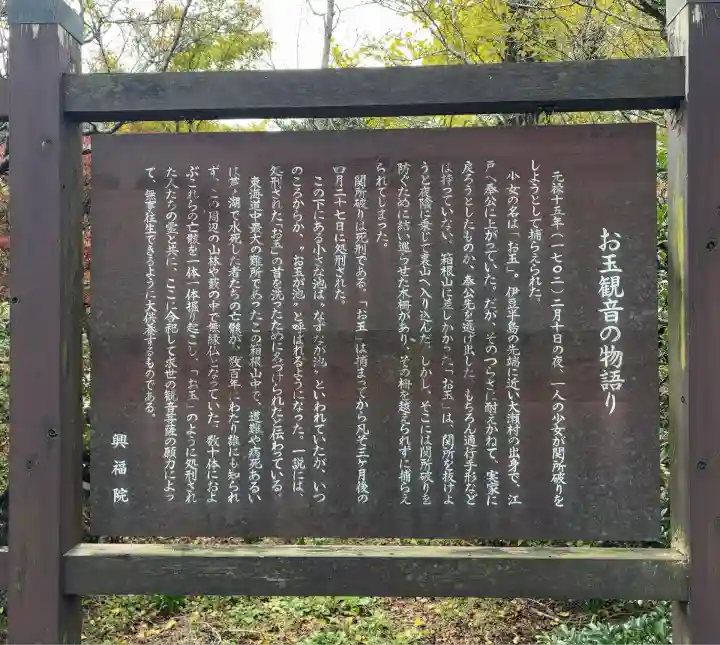 お玉観音の物語り
元禄十五年（一七〇二）二月十日の夜、一人の少女が関所破りを
しようとして捕えられた。
少女の名は「お玉」。伊豆半島の先端に近い大瀬村の出身で、江
戸へ奉公に上がっていた。だが、そのつらさに耐えかねて、実家に
戻ろうとしたものか、奉公先を逃げ出した。もちろん通行手形など
は持っていない。箱根山に差しかかった「お玉」は、関所を抜けよ
うと夜陰に乗じて裏山へ入り込んだ。しかし、そこには関所破りを
防ぐために結い巡らせた木柵があり、その柵を越えられずに捕らえ
られてしまった。
関所破りは死刑である。「お玉」は捕まってから凡そ三ヶ月後の
四月二十七日に処刑された。
この下にある小さな池は、なずなが池、といわれていたが、いつ
のころからか、〝お玉が池〟と呼ばれるようになった。一説には、
処刑された「お玉」の首を洗ったために名づけられたと伝わっている。
東海道中最大の難所であったこの箱根山中で、遭難や病死あるい
は芦ノ湖で水死した者たちの亡骸が、数百年にわたり誰にも知られ
ず、この周辺の山林や薮の中で無縁仏になっていた。数十体におよ
ぶこれらの亡骸を一体一体掘り起こし、「お玉」のように処刑され
た人たちの霊と共に、ここに合祀して救世の観音菩薩の願力によっ
て、無事往生できるように大供養するものである。
興福院